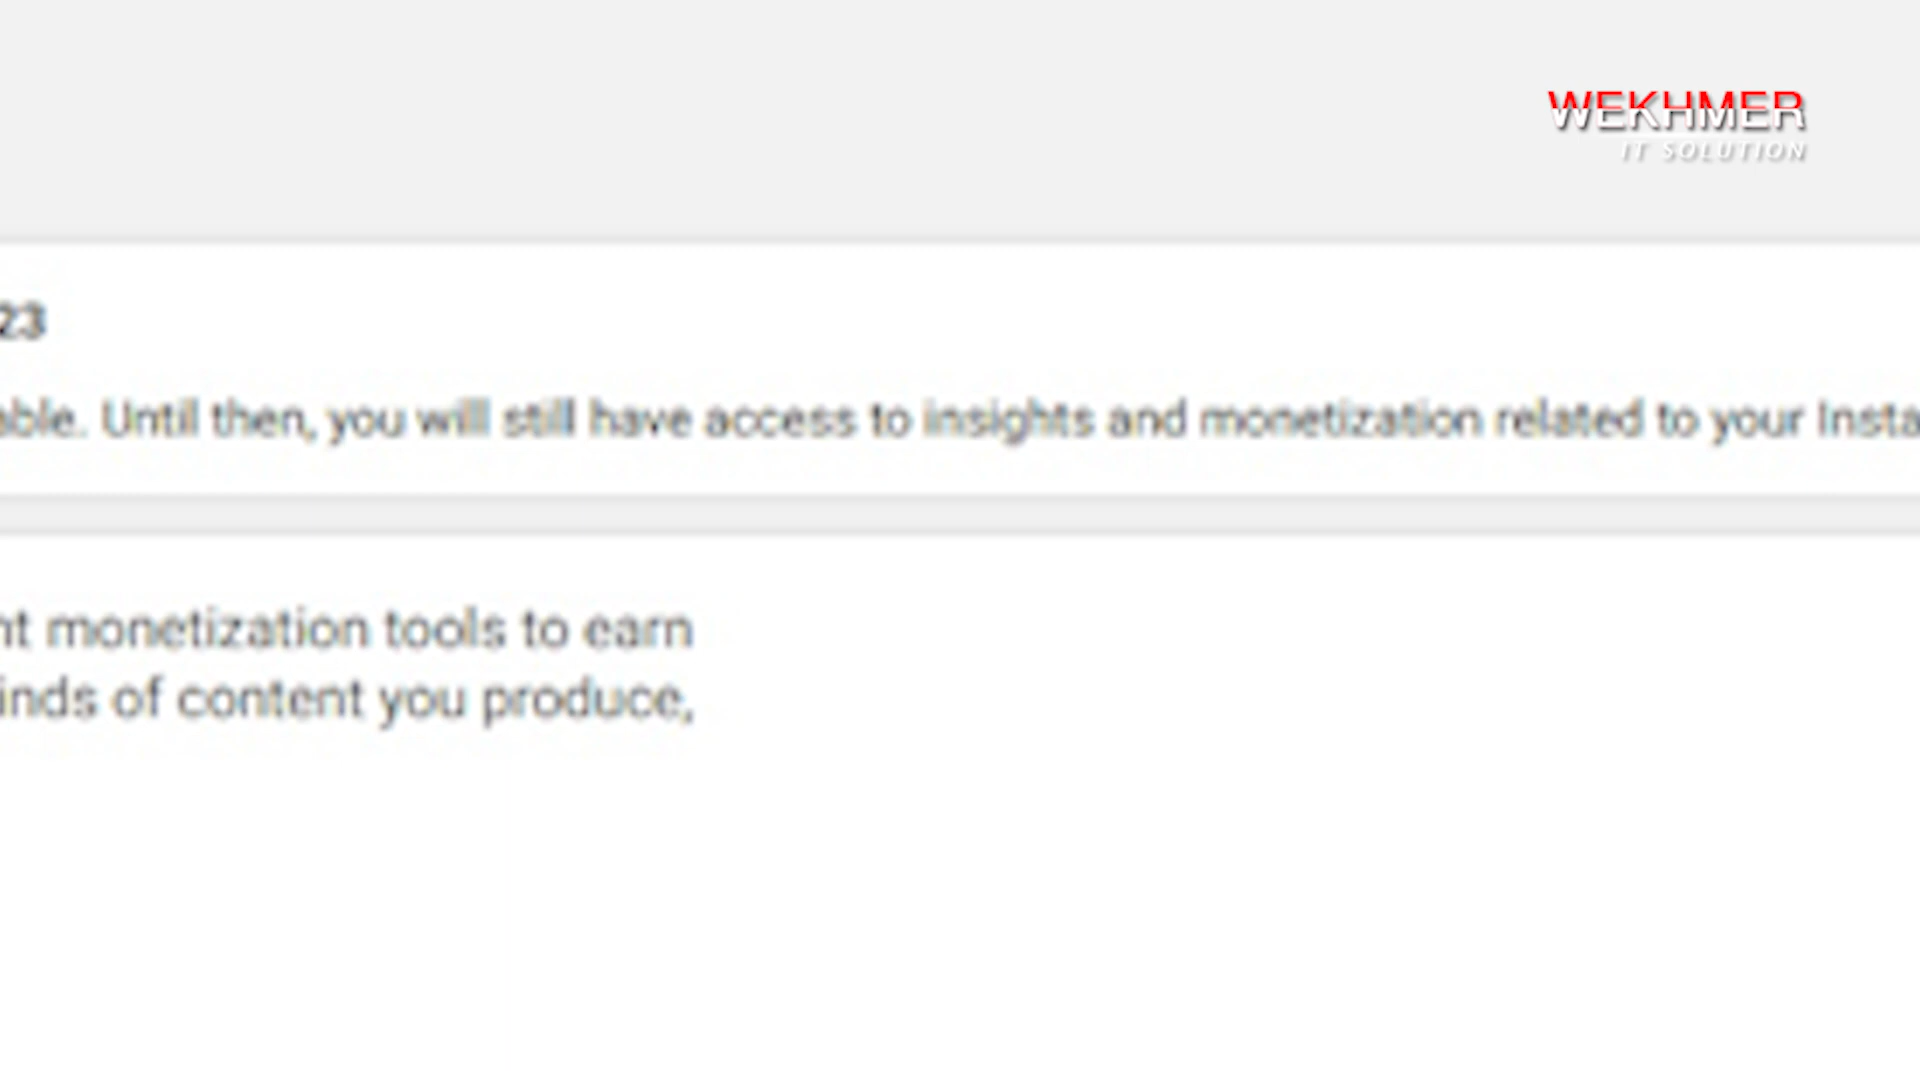 WEKHMER
IT SOLUTION
23
able. Until then, you will still have access to insights and monetization related to your Insta
nt monetization tools to earn
inds of content you produce,